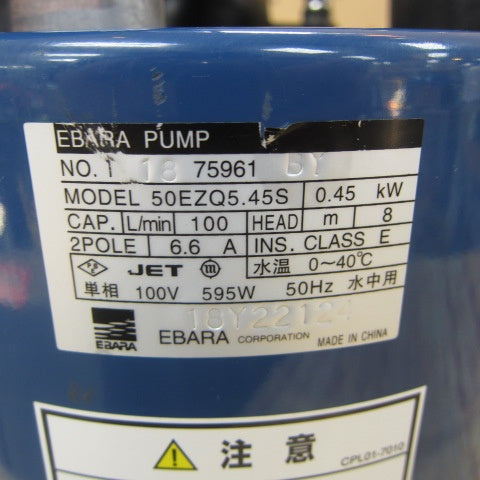 EBARA PUMP
NO. 1 18 75961 BY
MODEL 50EZQ5.45S 0.45 kW
CAP. L/min 100 HEAD m 8
2POLE 6.6 A INS. CLASS E
JET 水温 0～40℃
単相 100V 595W 50Hz 水中用
18Y22124
EBARA EBARA CORPORATION MADE IN CHINA
注意 CPL01-7010